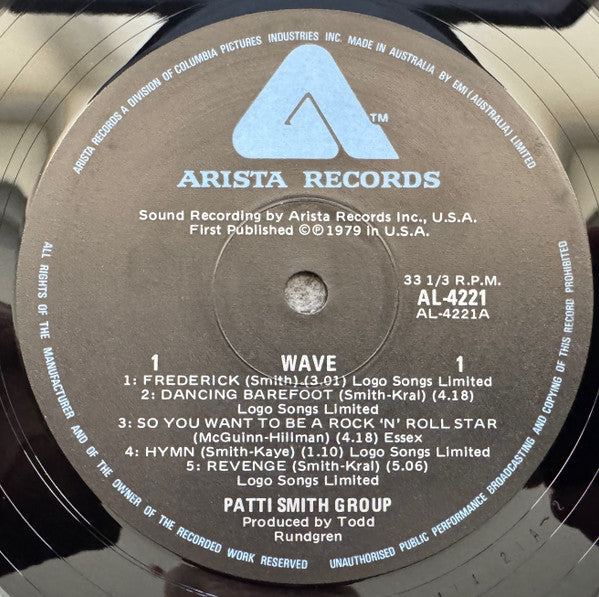 ARISTA RECORDS A DIVISION OF COLUMBIA PICTURES INDUSTRIES INC. MADE IN AUSTRALIA BY EMI (AUSTRALIA) LIMITED
TM
ARISTA RECORDS
Sound Recording by Arista Records Inc., U.S.A.
First Published ©℗1979 in U.S.A.
33 1/3 R.P.M.
AL-4221
AL-4221A
1 WAVE 1
1: FREDERICK (Smith) (3.01) Logo Songs Limited
2: DANCING BAREFOOT (Smith-Kral) (4.18)
Logo Songs Limited
3: SO YOU WANT TO BE A ROCK 'N' ROLL STAR
(McGuinn-Hillman) (4.18) Essex
4: HYMN (Smith-Kaye) (1.10) Logo Songs Limited
5: REVENGE (Smith-Kral) (5.06)
Logo Songs Limited
PATTI SMITH GROUP
Produced by Todd
Rundgren
ALL RIGHTS OF THE MANUFACTURER AND OF THE OWNER OF THE RECORDED WORK RESERVED UNAUTHORISED PUBLIC PERFORMANCE BROADCASTING AND COPYING OF THIS RECORD PROHIBITED